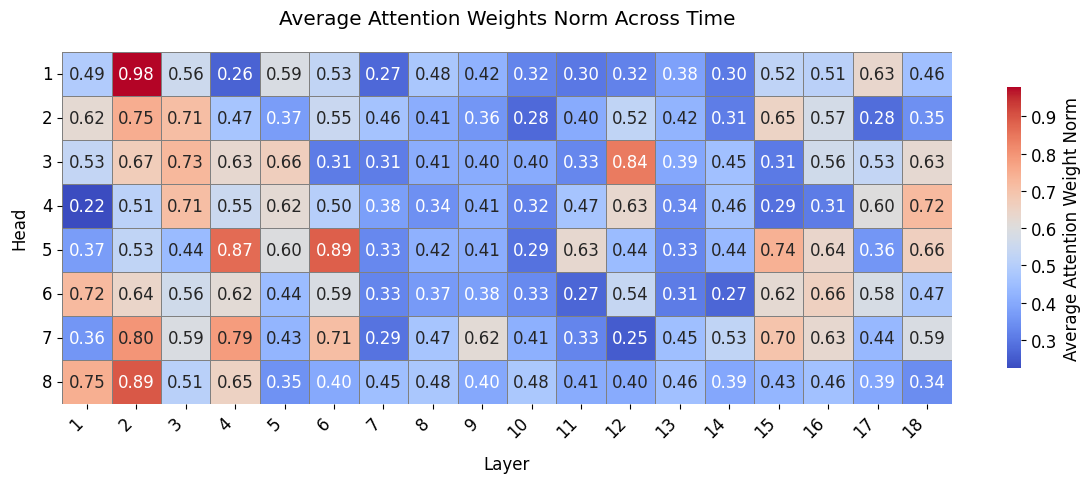 Average Attention Weights Norm Across Time
Head
1 0.49 0.98 0.56 0.26 0.59 0.53 0.27 0.48 0.42 0.32 0.30 0.32 0.38 0.30 0.52 0.51 0.63 0.46
2 0.62 0.75 0.71 0.47 0.37 0.55 0.46 0.41 0.36 0.28 0.40 0.52 0.42 0.31 0.65 0.57 0.28 0.35
3 0.53 0.67 0.73 0.63 0.66 0.31 0.31 0.41 0.40 0.40 0.33 0.84 0.39 0.45 0.31 0.56 0.53 0.63
4 0.22 0.51 0.71 0.55 0.62 0.50 0.38 0.34 0.41 0.32 0.47 0.63 0.34 0.46 0.29 0.31 0.60 0.72
5 0.37 0.53 0.44 0.87 0.60 0.89 0.33 0.42 0.41 0.29 0.63 0.44 0.33 0.44 0.74 0.64 0.36 0.66
6 0.72 0.64 0.56 0.62 0.44 0.59 0.33 0.37 0.38 0.33 0.27 0.54 0.31 0.27 0.62 0.66 0.58 0.47
7 0.36 0.80 0.59 0.79 0.43 0.71 0.29 0.47 0.62 0.41 0.33 0.25 0.45 0.53 0.70 0.63 0.44 0.59
8 0.75 0.89 0.51 0.65 0.35 0.40 0.45 0.48 0.40 0.48 0.41 0.40 0.46 0.39 0.43 0.46 0.39 0.34
1 2 3 4 5 6 7 8 9 10 11 12 13 14 15 16 17 18
Layer
0.9
0.8
0.7
0.6
0.5
0.4
0.3
Average Attention Weight Norm